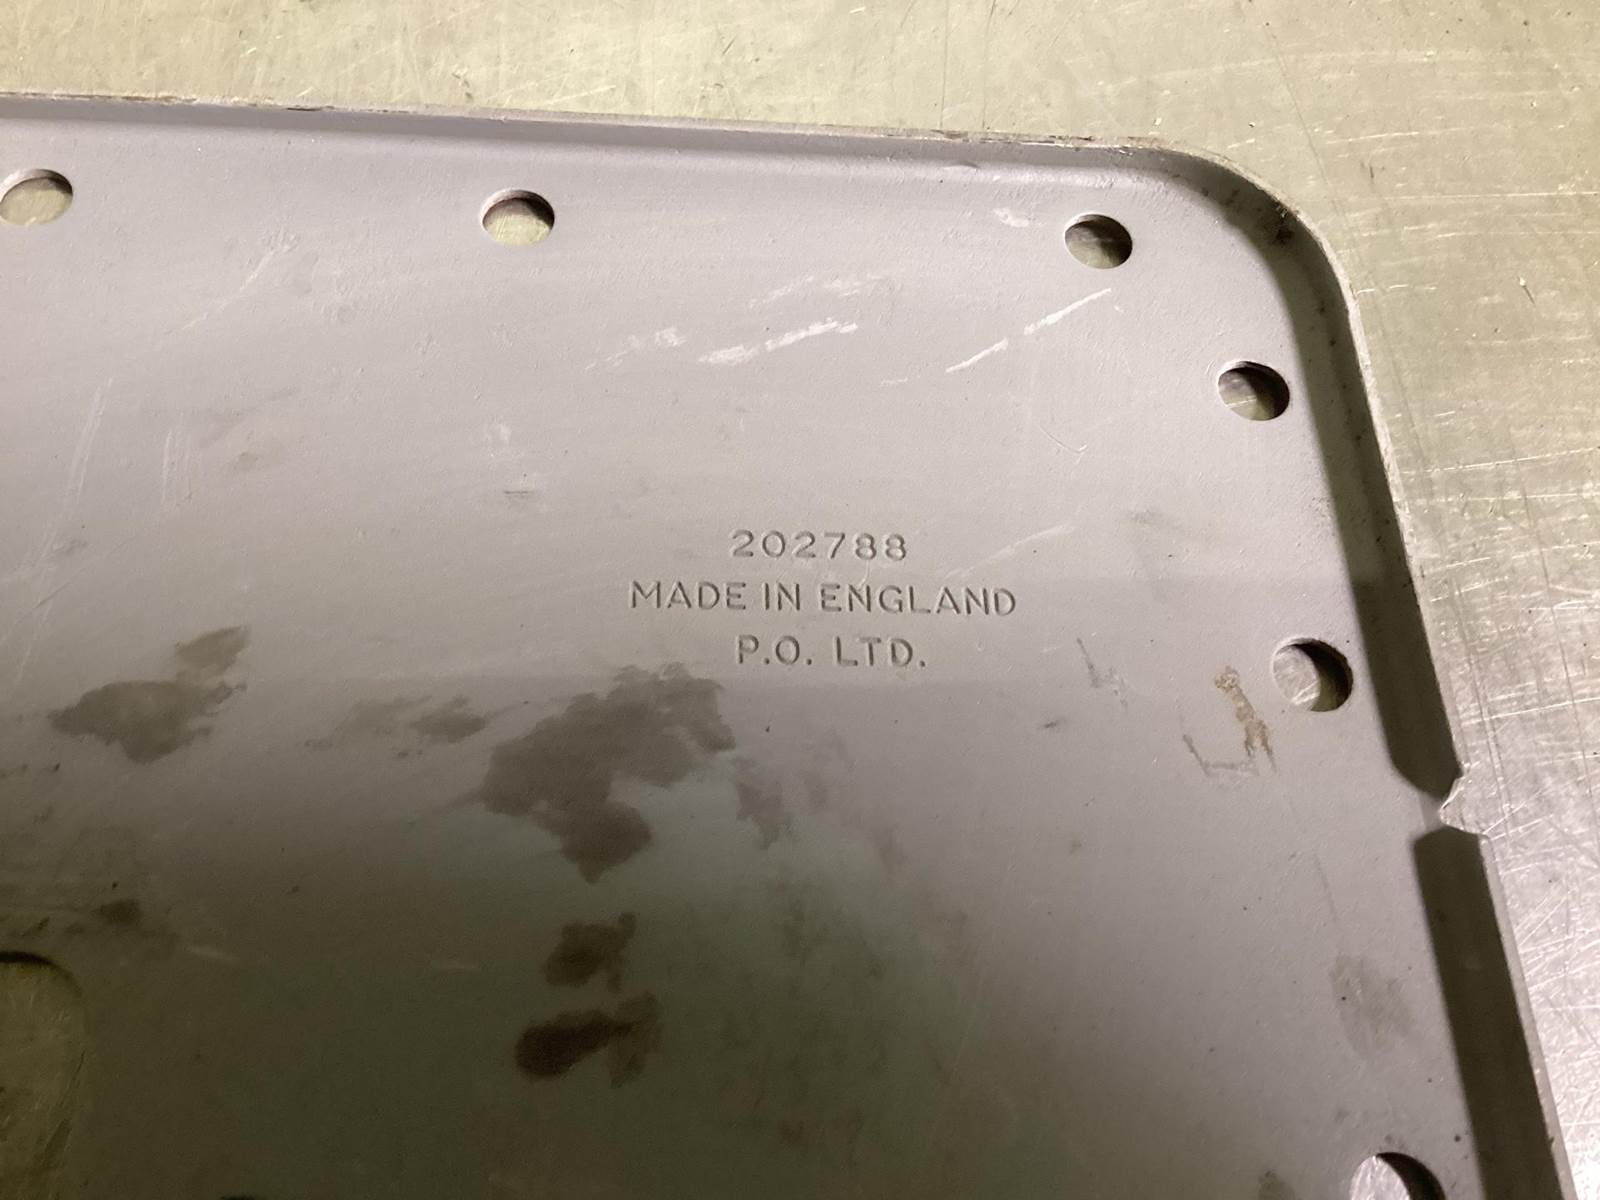 202788
MADE IN ENGLAND
P.O. LTD.